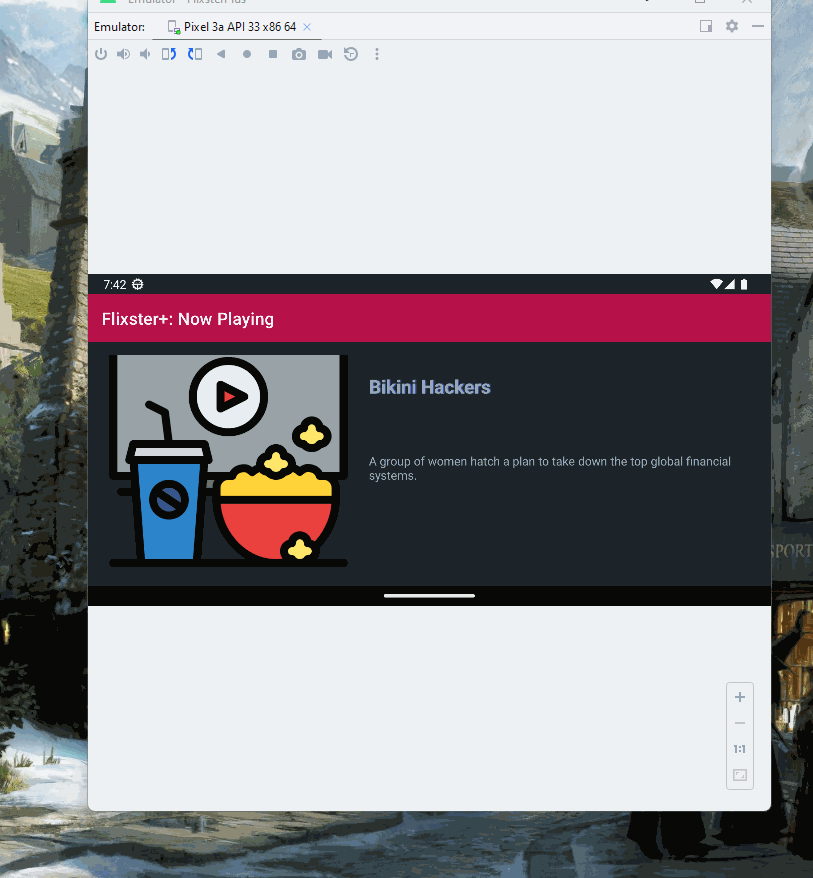 Emulator: Pixel 3a API 33 x86 64
7:42
Flixster+: Now Playing
Bikini Hackers
A group of women hatch a plan to take down the top global financial
systems.
SPORT
1:1